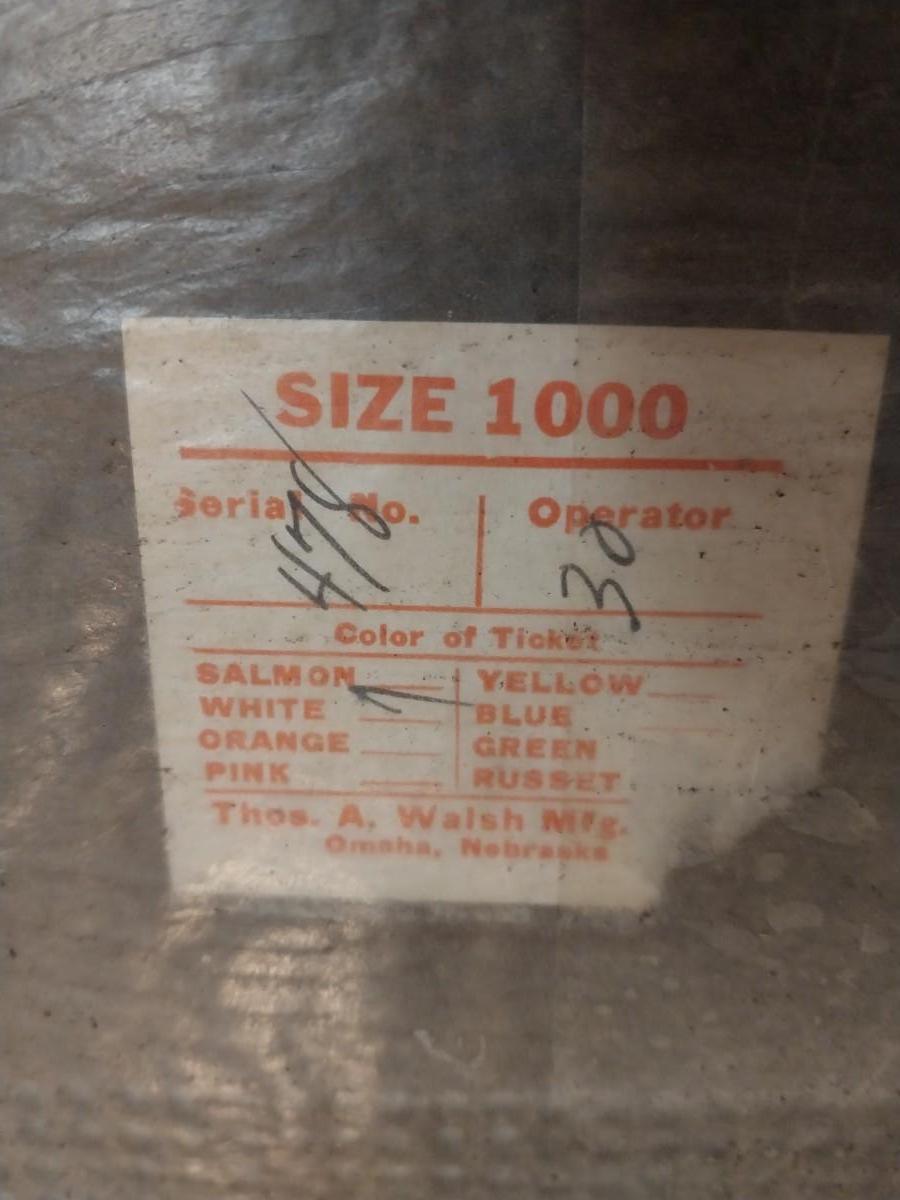 SIZE 1000
Serial No. Operator
478 30
Color of Ticket
SALMON YELLOW
WHITE BLUE
ORANGE GREEN
PINK RUSSET
Thos. A. Walsh Mfg.
Omaha, Nebraska